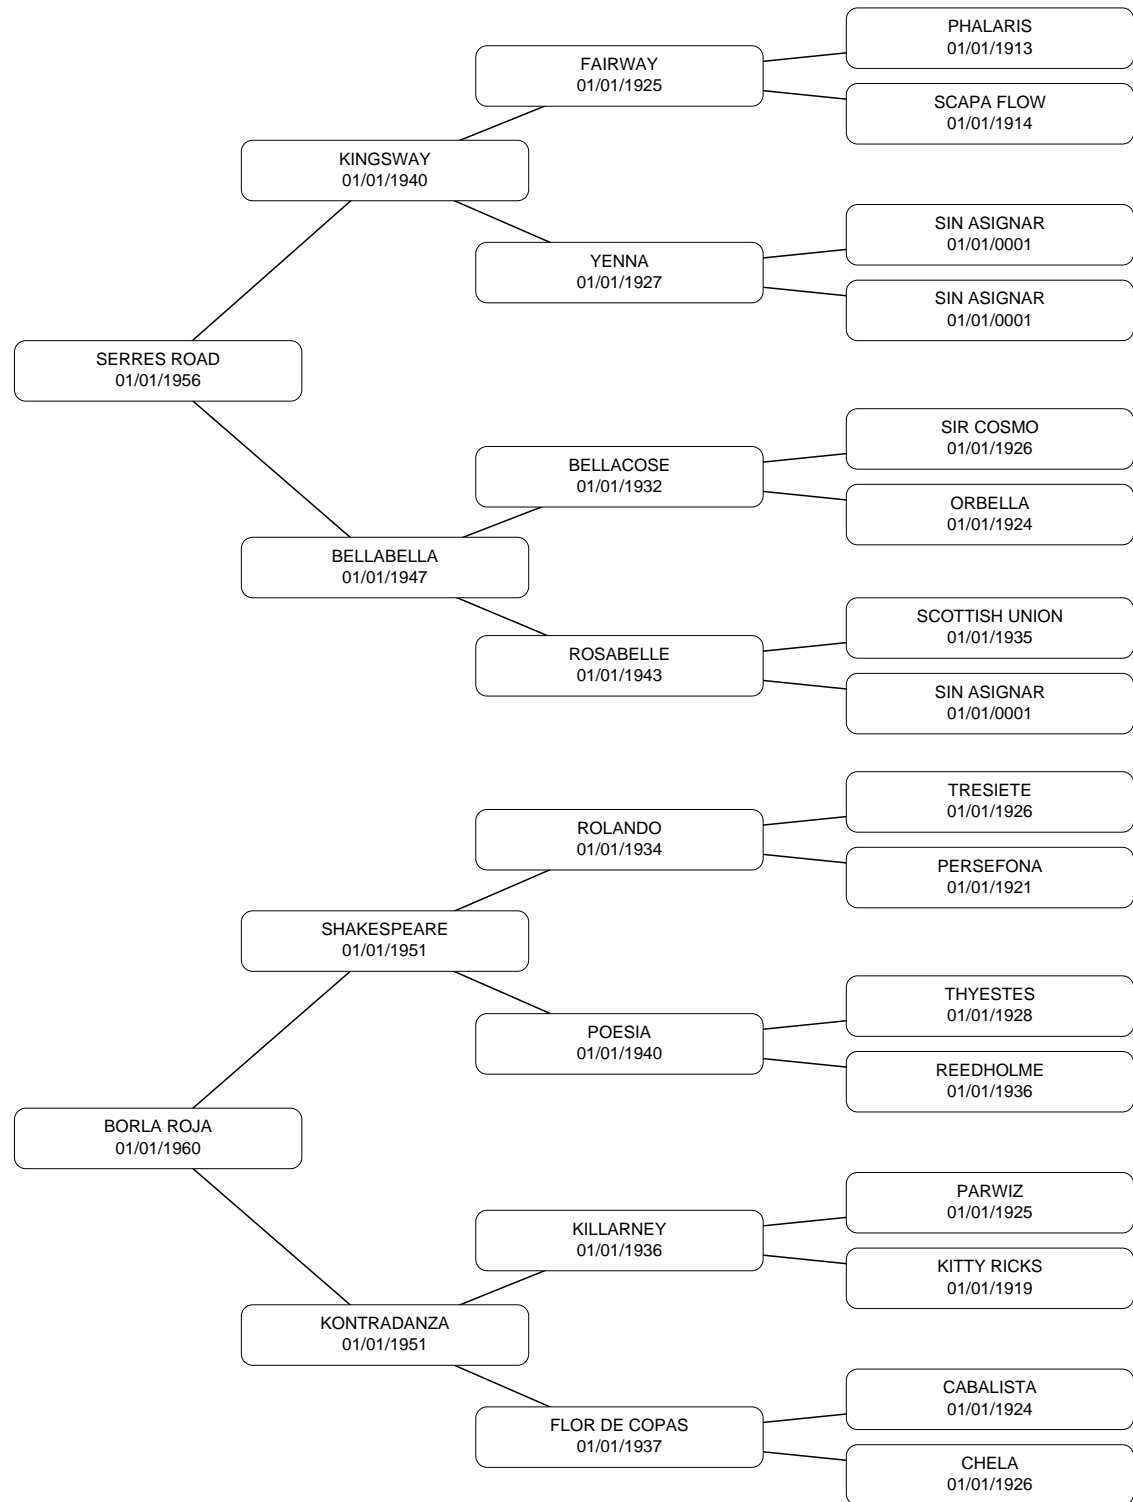 PHALARIS
01/01/1913
FAIRWAY
01/01/1925
SCAPA FLOW
01/01/1914
KINGSWAY
01/01/1940
SIN ASIGNAR
01/01/0001
YENNA
01/01/1927
SIN ASIGNAR
01/01/0001
SERRES ROAD
01/01/1956
SIR COSMO
01/01/1926
BELLACOSE
01/01/1932
ORBELLA
01/01/1924
BELLABELLA
01/01/1947
SCOTTISH UNION
01/01/1935
ROSABELLE
01/01/1943
SIN ASIGNAR
01/01/0001
TRESIETE
01/01/1926
ROLANDO
01/01/1934
PERSEFONA
01/01/1921
SHAKESPEARE
01/01/1951
THYESTES
01/01/1928
POESIA
01/01/1940
REEDHOLME
01/01/1936
BORLA ROJA
01/01/1960
PARWIZ
01/01/1925
KILLARNEY
01/01/1936
KITTY RICKS
01/01/1919
KONTRADANZA
01/01/1951
CABALISTA
01/01/1924
FLOR DE COPAS
01/01/1937
CHELA
01/01/1926